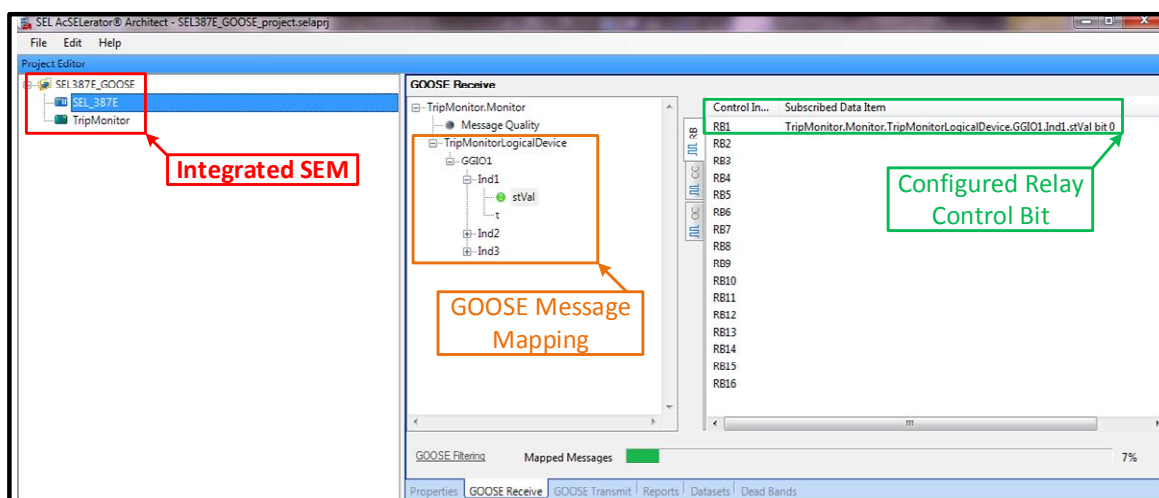 SEL AcSELerator® Architect - SEL387E_GOOSE_project.selaprj
File Edit Help
Project Editor
SEL387E_GOOSE
SEL_387E
TripMonitor
Integrated SEM
GOOSE Receive
TripMonitor.Monitor
Message Quality
TripMonitorLogicalDevice
GGIO1
Ind1
stVal
t
Ind2
Ind3
GOOSE Message
Mapping
RB
CC
OC
Control In... Subscribed Data Item
RB1 TripMonitor.Monitor.TripMonitorLogicalDevice.GGIO1.Ind1.stVal bit 0
RB2
RB3
RB4
RB5
RB6
RB7
RB8
RB9
RB10
RB11
RB12
RB13
RB14
RB15
RB16
Configured Relay
Control Bit
GOOSE Filtering Mapped Messages 7%
Properties GOOSE Receive GOOSE Transmit Reports Datasets Dead Bands